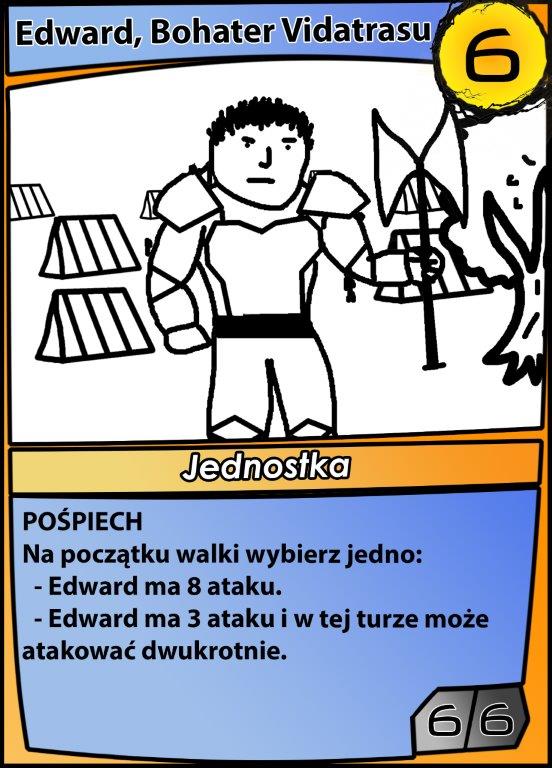 Edward, Bohater Vidatrasu
6
Jednostka
POŚPIECH
Na początku walki wybierz jedno:
- Edward ma 8 ataku.
- Edward ma 3 ataku i w tej turze może
atakować dwukrotnie.
6 6